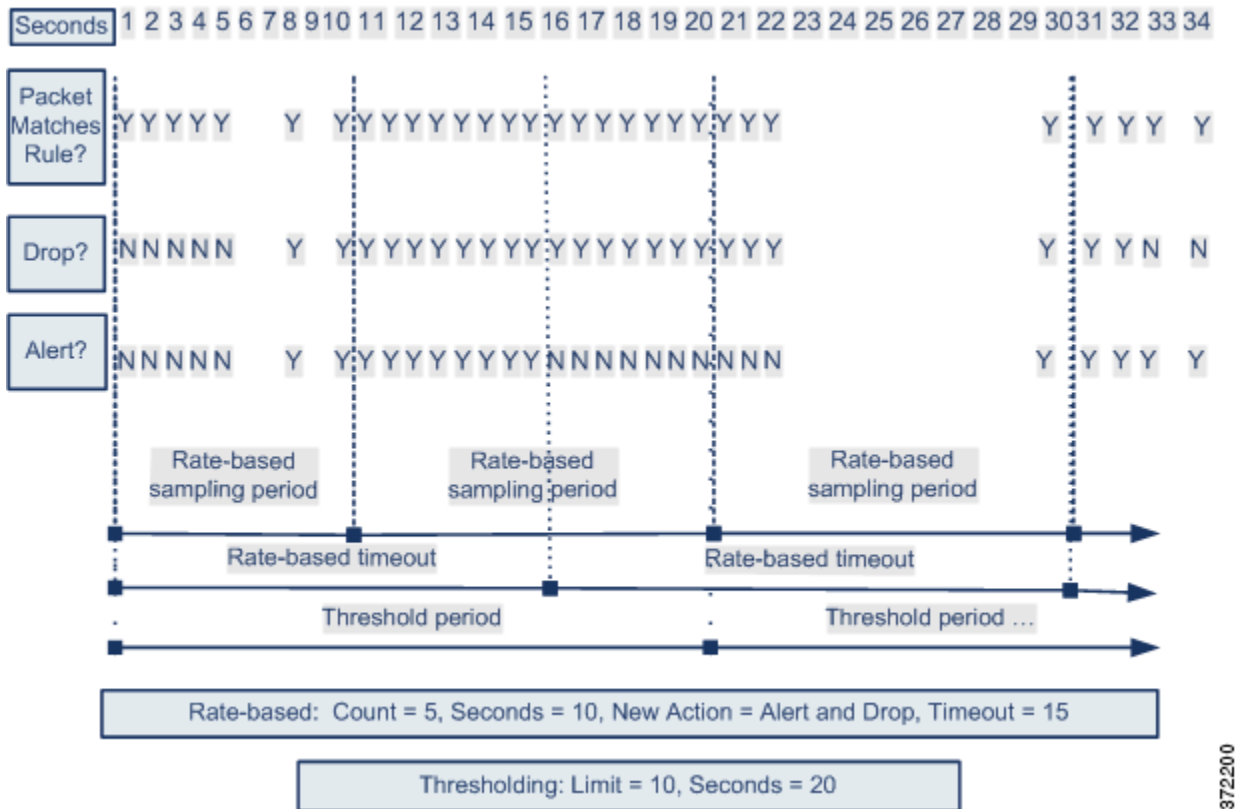 Seconds 1 2 3 4 5 6 7 8 9 10 11 12 13 14 15 16 17 18 19 20 21 22 23 24 25 26 27 28 29 30 31 32 33 34
Packet
Matches
Rule?
Y Y Y Y Y Y Y Y Y Y Y Y Y Y Y Y Y Y Y Y Y Y Y Y Y Y Y Y Y Y
Drop?
N N N N N Y Y Y Y Y Y Y Y Y Y Y Y Y Y Y Y Y Y Y Y Y Y Y N N
Alert?
N N N N N Y Y Y Y Y Y Y Y Y Y N N N N N N N N N N Y Y Y Y Y
Rate-based
sampling period
Rate-based
sampling period
Rate-based
sampling period
Rate-based timeout
Rate-based timeout
Threshold period
Threshold period ...
Rate-based: Count = 5, Seconds = 10, New Action = Alert and Drop, Timeout = 15
Thresholding: Limit = 10, Seconds = 20
372200